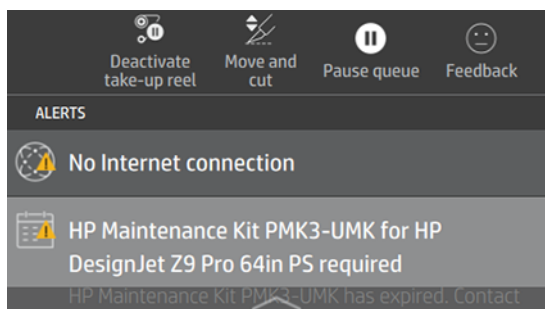 Deactivate take-up reel
Move and cut
Pause queue
Feedback
ALERTS
No Internet connection
HP Maintenance Kit PMK3-UMK for HP
DesignJet Z9 Pro 64in PS required
HP Maintenance Kit PMK3-UMK has expired. Contact